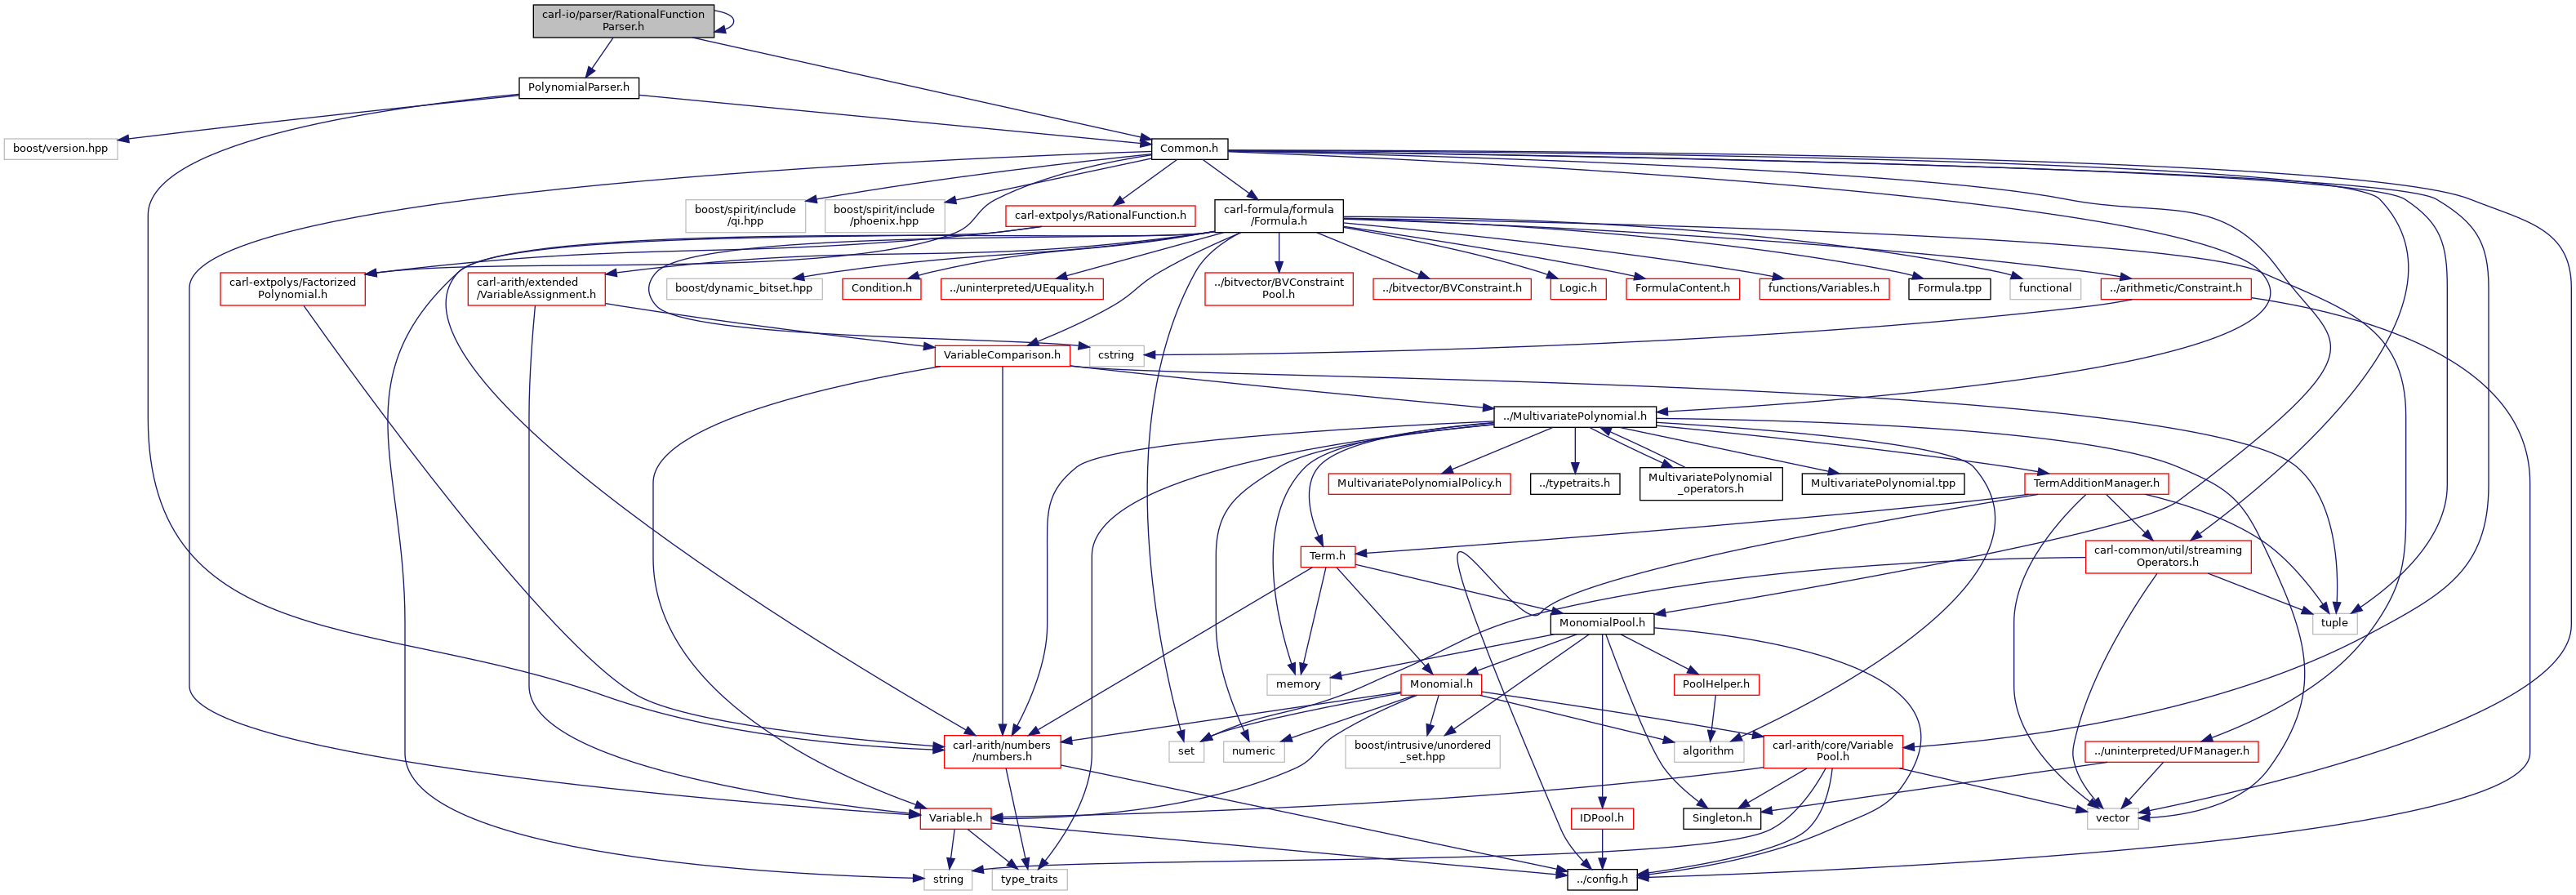 carl-io/parser/RationalFunction
Parser.h
PolynomialParser.h
boost/version.hpp
Common.h
boost/spirit/include
/qi.hpp
boost/spirit/include
/phoenix.hpp
carl-extpolys/RationalFunction.h
carl-formula/formula
/Formula.h
carl-extpolys/Factorized
Polynomial.h
carl-arith/extended
/VariableAssignment.h
boost/dynamic_bitset.hpp
Condition.h
../uninterpreted/UEquality.h
../bitvector/BVConstraint
Pool.h
../bitvector/BVConstraint.h
Logic.h
FormulaContent.h
functions/Variables.h
Formula.tpp
functional
../arithmetic/Constraint.h
VariableComparison.h
cstring
../MultivariatePolynomial.h
MultivariatePolynomialPolicy.h
../typetraits.h
MultivariatePolynomial
_operators.h
MultivariatePolynomial.tpp
TermAdditionManager.h
Term.h
carl-common/util/streaming
Operators.h
MonomialPool.h
tuple
memory
Monomial.h
PoolHelper.h
carl-arith/numbers
/numbers.h
set
numeric
boost/intrusive/unordered
_set.hpp
algorithm
carl-arith/core/Variable
Pool.h
../uninterpreted/UFManager.h
Variable.h
IDPool.h
Singleton.h
vector
string
type_traits
../config.h